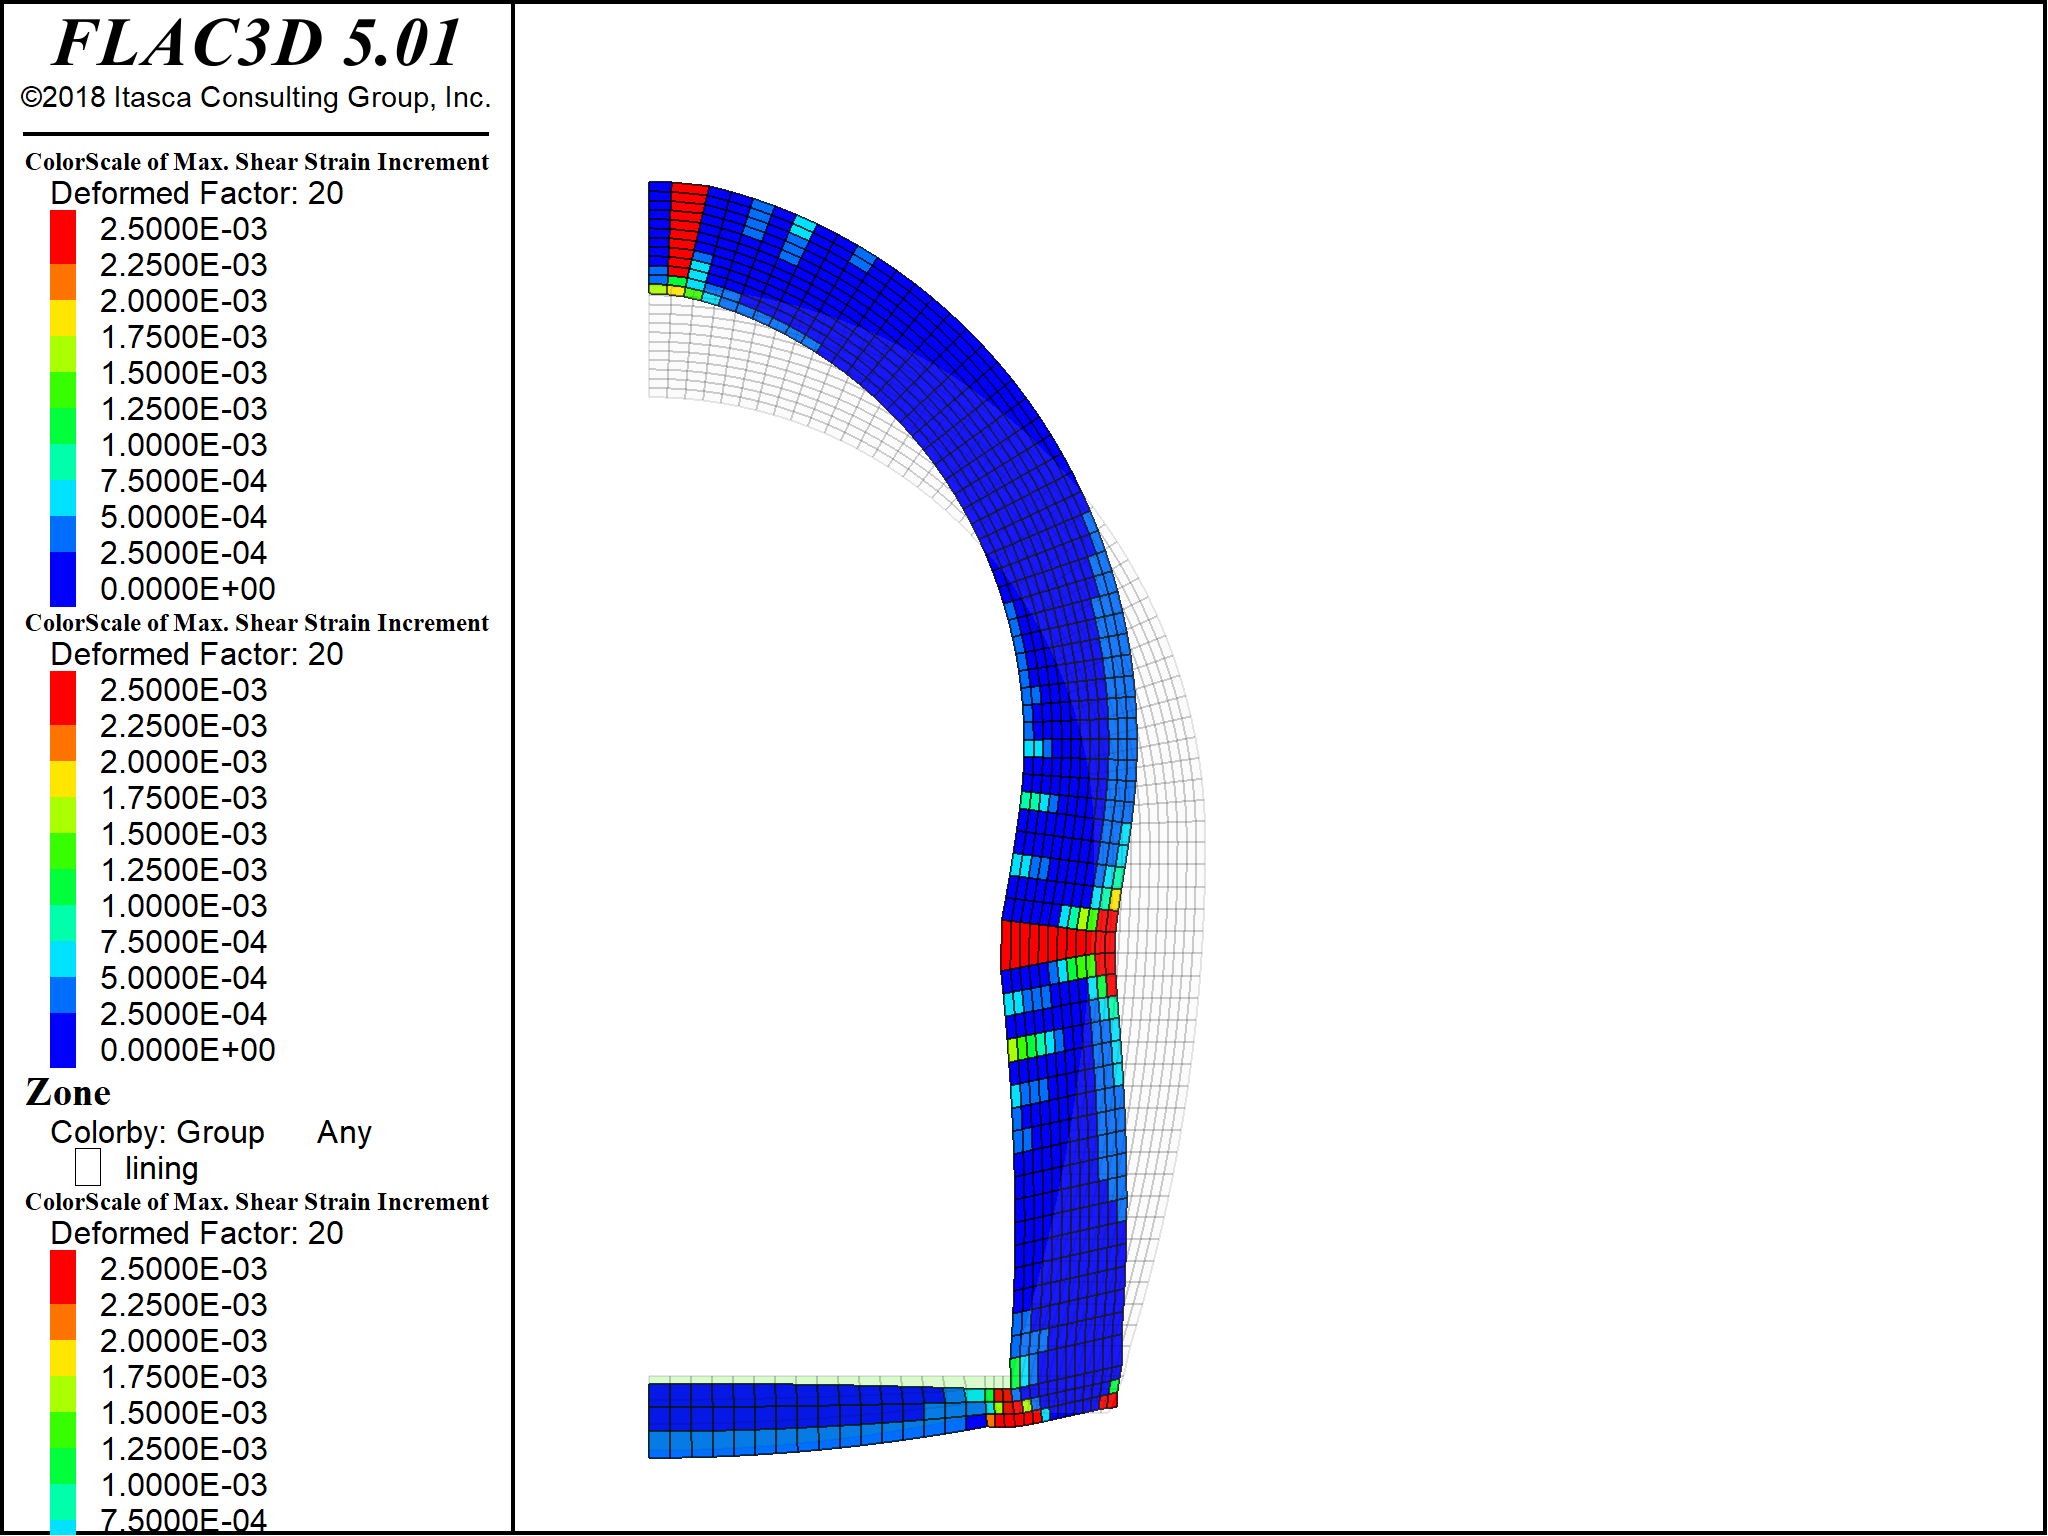 FLAC3D 5.01
©2018 Itasca Consulting Group, Inc.
ColorScale of Max. Shear Strain Increment
Deformed Factor: 20
2.5000E-03
2.2500E-03
2.0000E-03
1.7500E-03
1.5000E-03
1.2500E-03
1.0000E-03
7.5000E-04
5.0000E-04
2.5000E-04
0.0000E+00
ColorScale of Max. Shear Strain Increment
Deformed Factor: 20
2.5000E-03
2.2500E-03
2.0000E-03
1.7500E-03
1.5000E-03
1.2500E-03
1.0000E-03
7.5000E-04
5.0000E-04
2.5000E-04
0.0000E+00
Zone
Colorby: Group Any
lining
ColorScale of Max. Shear Strain Increment
Deformed Factor: 20
2.5000E-03
2.2500E-03
2.0000E-03
1.7500E-03
1.5000E-03
1.2500E-03
1.0000E-03
7.5000E-04